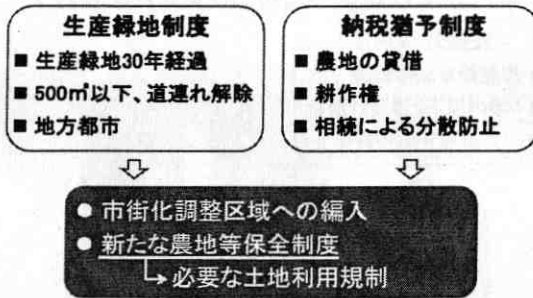 生産緑地制度
■ 生産緑地30年経過
■ 500㎡以下、道連れ解除
■ 地方都市
納税猶予制度
■ 農地の貸借
■ 耕作権
■ 相続による分散防止
● 市街化調整区域への編入
● 新たな農地等保全制度
必要な土地利用規制